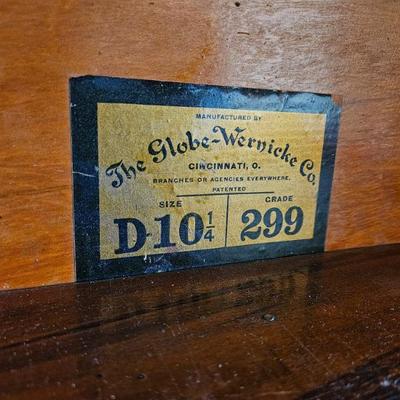 MANUFACTURED BY
The Globe-Wernicke Co.
CINCINNATI, O.
BRANCHES OR AGENCIES EVERYWHERE.
PATENTED
SIZE GRADE
D-10 1/4 299